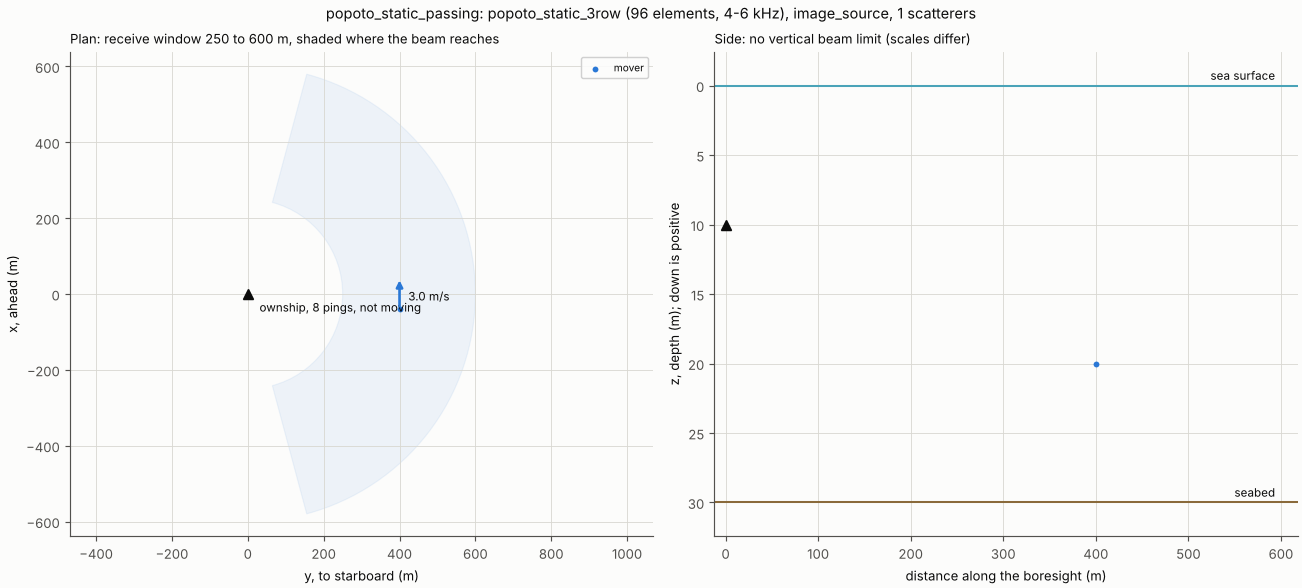 popoto_static_passing: popoto_static_3row (96 elements, 4-6 kHz), image_source, 1 scatterers
Plan: receive window 250 to 600 m, shaded where the beam reaches
600
400
200
0
−200
−400
−600
x, ahead (m)
mover
3.0 m/s
ownship, 8 pings, not moving
−400
−200
0
200
400
600
800
1000
y, to starboard (m)
Side: no vertical beam limit (scales differ)
sea surface
0
5
10
15
20
25
30
z, depth (m); down is positive
seabed
0
100
200
300
400
500
600
distance along the boresight (m)